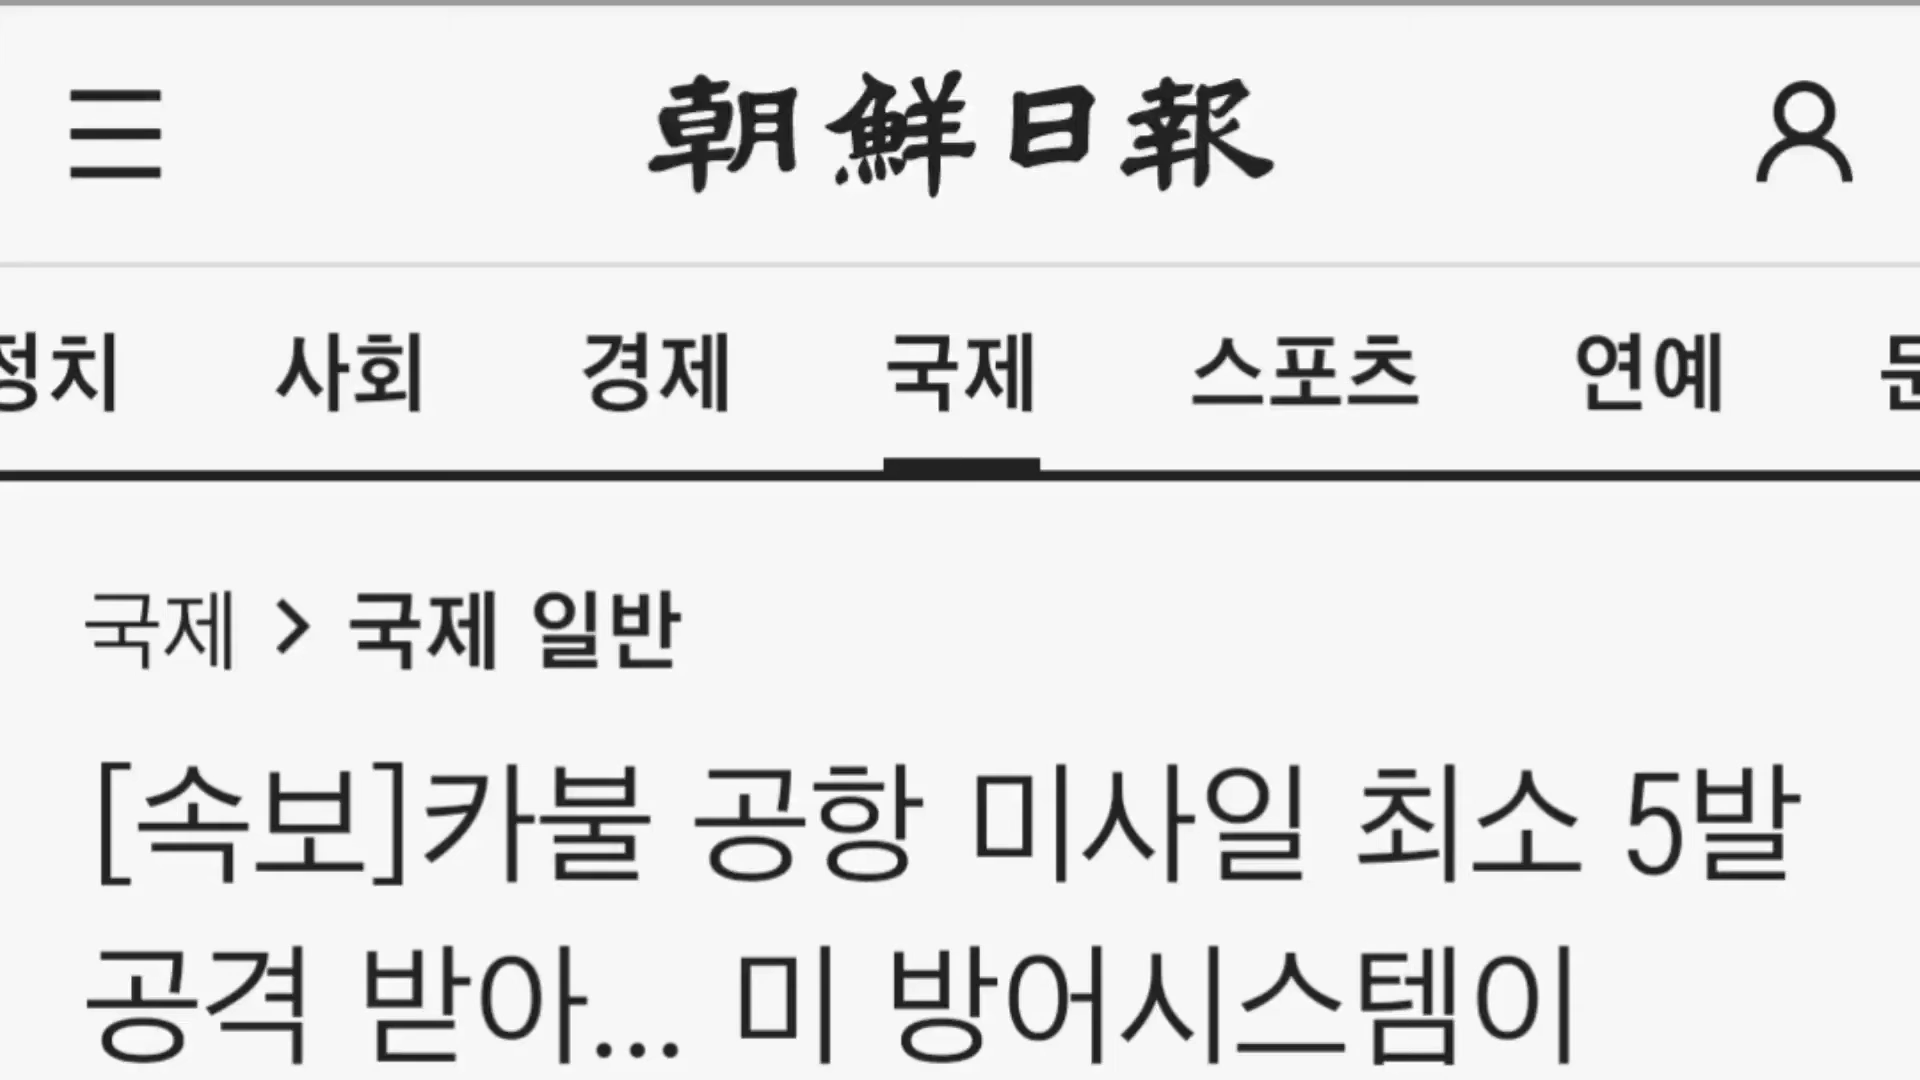 朝鮮日報
정치 사회 경제 국제 스포츠 연예
국제 > 국제 일반
[속보]카불 공항 미사일 최소 5발
공격 받아... 미 방어시스템이